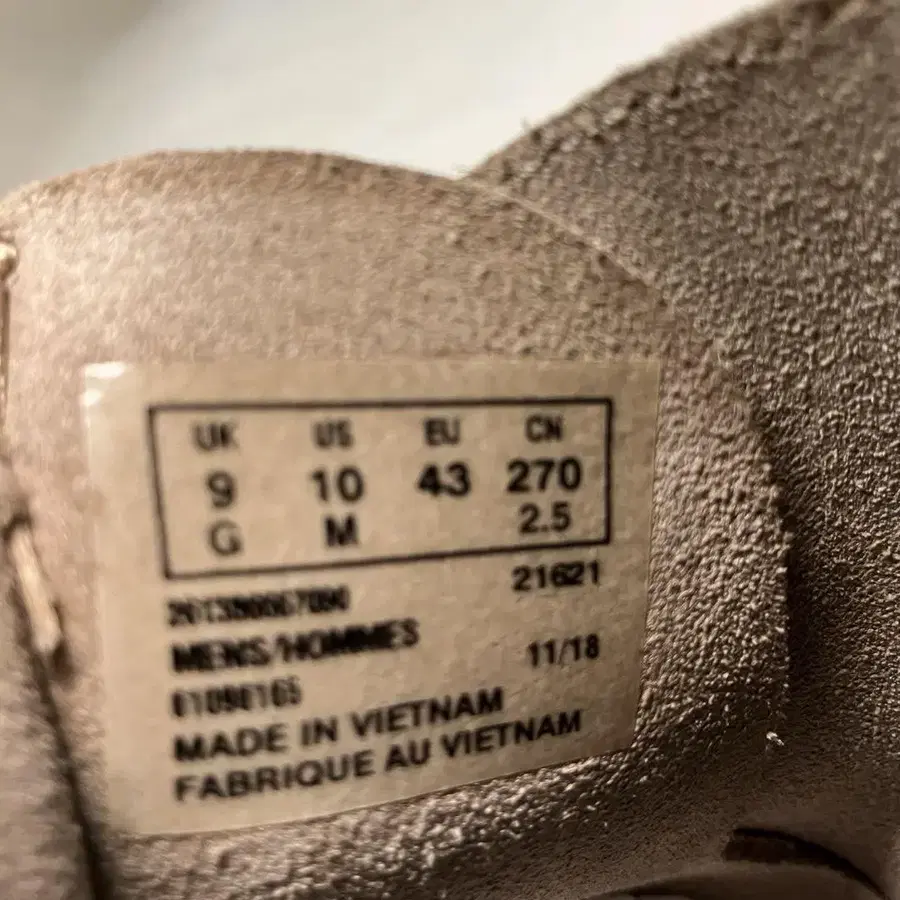 UK US EU CN
9 10 43 270
G M 2.5
21621
MENS/HOMMES
11/18
MADE IN VIETNAM
FABRIQUE AU VIETNAM